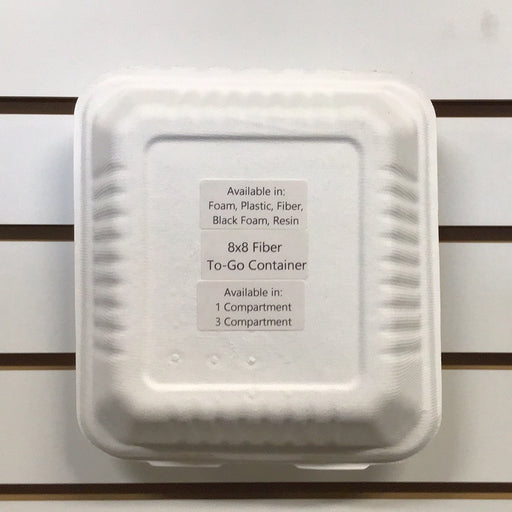 Available in:
Foam, Plastic, Fiber,
Black Foam, Resin
8x8 Fiber
To-Go Container
Available in:
1 Compartment
3 Compartment